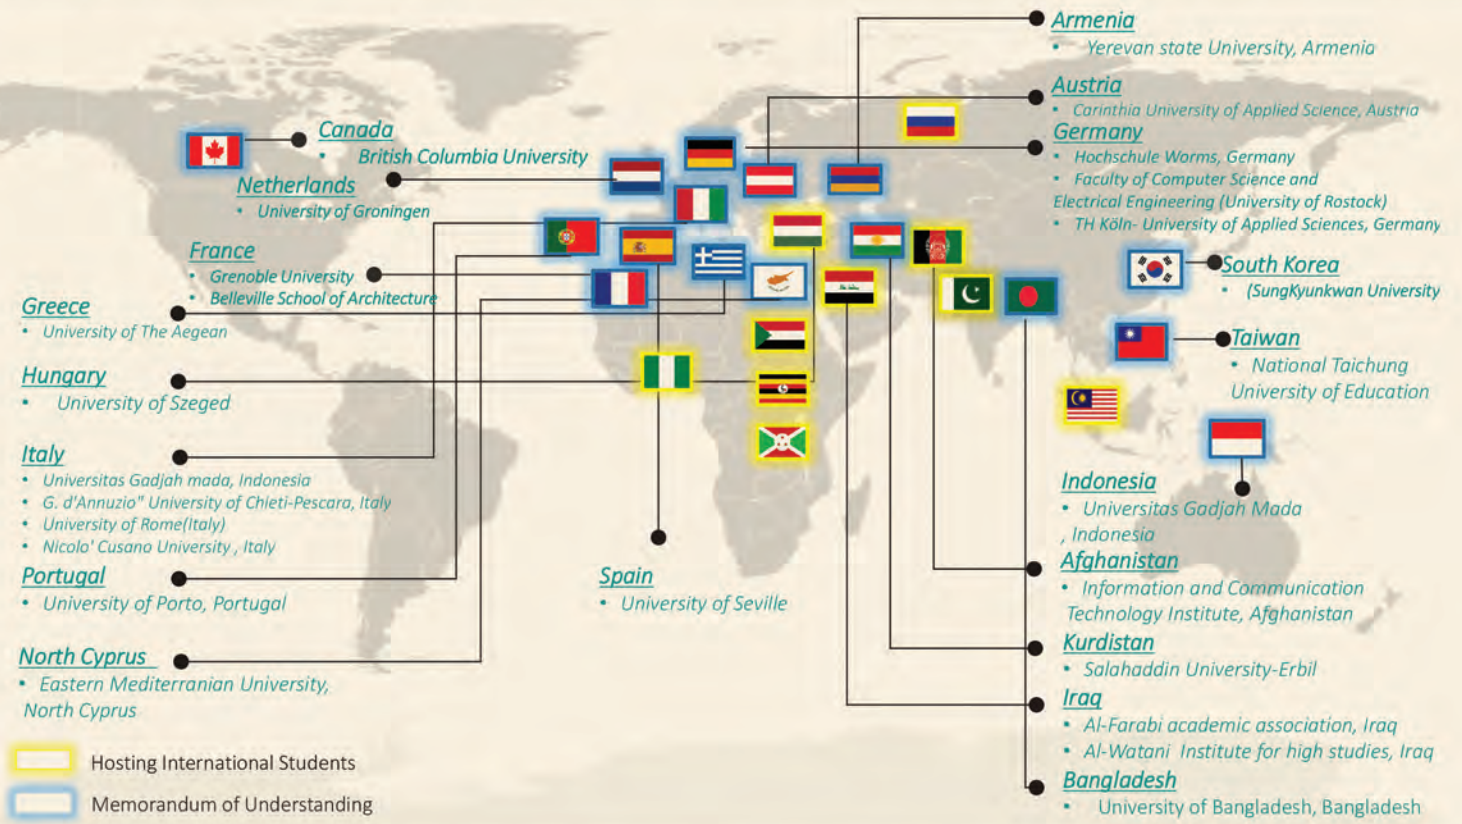 Armenia
• Yerevan state University, Armenia
Austria
• Carinthia University of Applied Science, Austria
Germany
• Hochschule Worms, Germany
• Faculty of Computer Science and
Electrical Engineering (University of Rostock)
• TH Köln- University of Applied Sciences, Germany
Canada
• British Columbia University
Netherlands
• University of Groningen
France
• Grenoble University
• Belleville School of Architecture
Greece
• University of The Aegean
Hungary
• University of Szeged
Italy
• Universitas Gadjah mada, Indonesia
• G. d'Annuzio" University of Chieti-Pescara, Italy
• University of Rome(Italy)
• Nicolo' Cusano University , Italy
Portugal
• University of Porto, Portugal
North Cyprus
• Eastern Mediterranian University,
North Cyprus
Spain
• University of Seville
South Korea
• (SungKyunkwan University
Taiwan
• National Taichung
University of Education
Indonesia
• Universitas Gadjah Mada
, Indonesia
Afghanistan
• Information and Communication
Technology Institute, Afghanistan
Kurdistan
• Salahaddin University-Erbil
Iraq
• Al-Farabi academic association, Iraq
• Al-Watani Institute for high studies, Iraq
Bangladesh
• University of Bangladesh, Bangladesh
Hosting International Students
Memorandum of Understanding